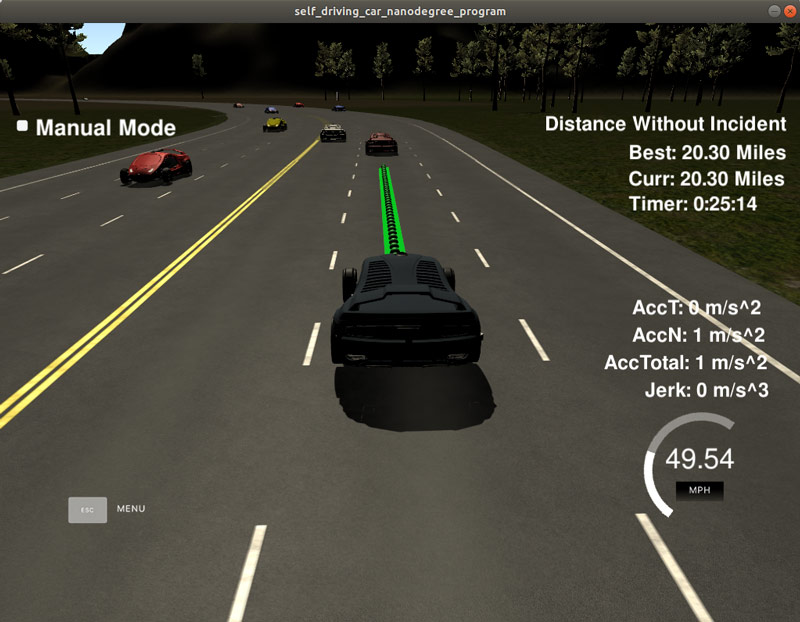 self_driving_car_nanodegree_program
Manual Mode
Distance Without Incident
Best: 20.30 Miles
Curr: 20.30 Miles
Timer: 0:25:14
AccT: 0 m/s^2
AccN: 1 m/s^2
AccTotal: 1 m/s^2
Jerk: 0 m/s^3
49.54
MPH
ESC MENU